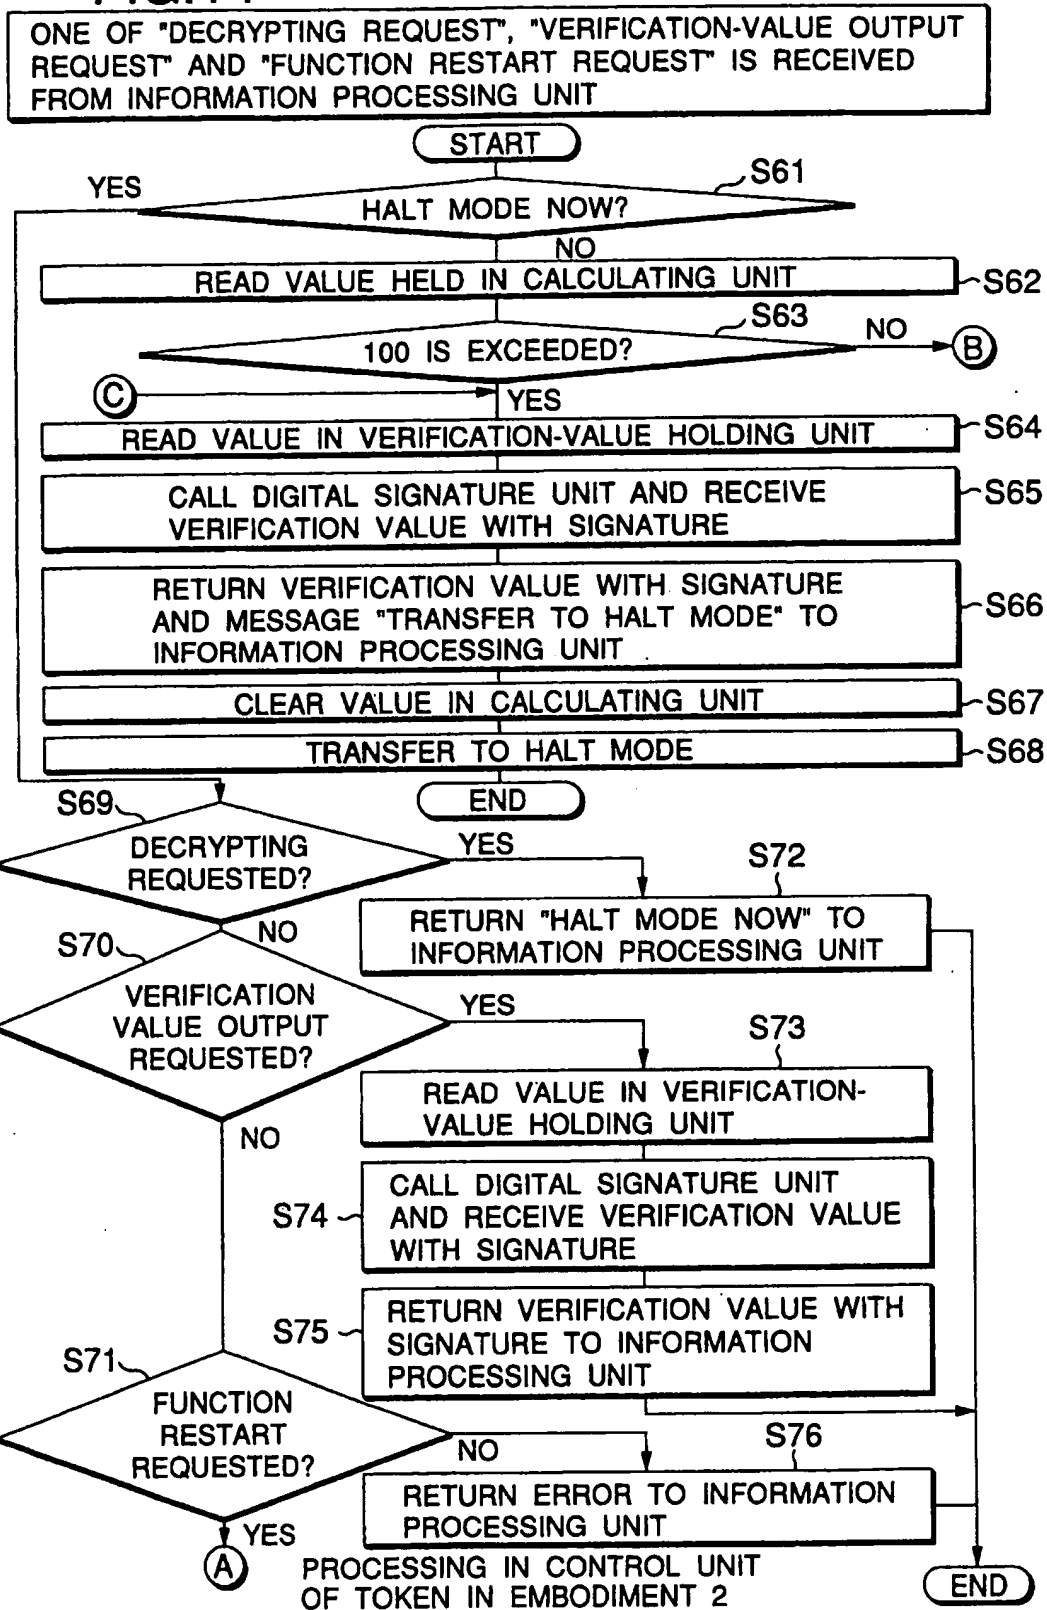 ONE OF "DECRYPTING REQUEST", "VERIFICATION-VALUE OUTPUT
REQUEST" AND "FUNCTION RESTART REQUEST" IS RECEIVED
FROM INFORMATION PROCESSING UNIT
START
S61
YES
HALT MODE NOW?
NO
READ VALUE HELD IN CALCULATING UNIT
S62
S63
100 IS EXCEEDED?
NO
B
C
YES
READ VALUE IN VERIFICATION-VALUE HOLDING UNIT
S64
CALL DIGITAL SIGNATURE UNIT AND RECEIVE
VERIFICATION VALUE WITH SIGNATURE
S65
RETURN VERIFICATION VALUE WITH SIGNATURE
AND MESSAGE "TRANSFER TO HALT MODE" TO
INFORMATION PROCESSING UNIT
S66
CLEAR VALUE IN CALCULATING UNIT
S67
TRANSFER TO HALT MODE
S68
END
S69
DECRYPTING
REQUESTED?
YES
S72
RETURN "HALT MODE NOW" TO
INFORMATION PROCESSING UNIT
NO
S70
VERIFICATION
VALUE OUTPUT
REQUESTED?
YES
S73
READ VALUE IN VERIFICATION-
VALUE HOLDING UNIT
NO
S74
CALL DIGITAL SIGNATURE UNIT
AND RECEIVE VERIFICATION VALUE
WITH SIGNATURE
S75
RETURN VERIFICATION VALUE WITH
SIGNATURE TO INFORMATION
PROCESSING UNIT
S71
FUNCTION
RESTART
REQUESTED?
NO
S76
RETURN ERROR TO INFORMATION
PROCESSING UNIT
YES
A
PROCESSING IN CONTROL UNIT
OF TOKEN IN EMBODIMENT 2
END